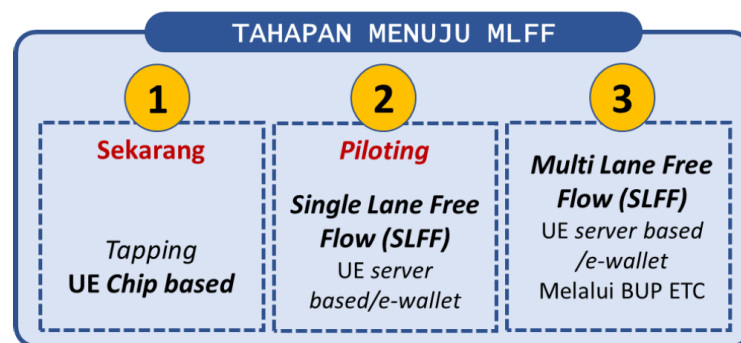 TAHAPAN MENUJU MLFF
1
Sekarang
Tapping
UE Chip based
2
Piloting
Single Lane Free
Flow (SLFF)
UE server
based/e-wallet
3
Multi Lane Free
Flow (SLFF)
UE server based
/e-wallet
Melalui BUP ETC